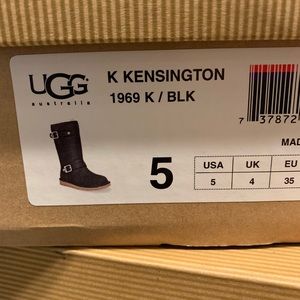 UGG
australia
K KENSINGTON
1969 K / BLK
7 37872
MAD
5
USA UK EU
5 4 35